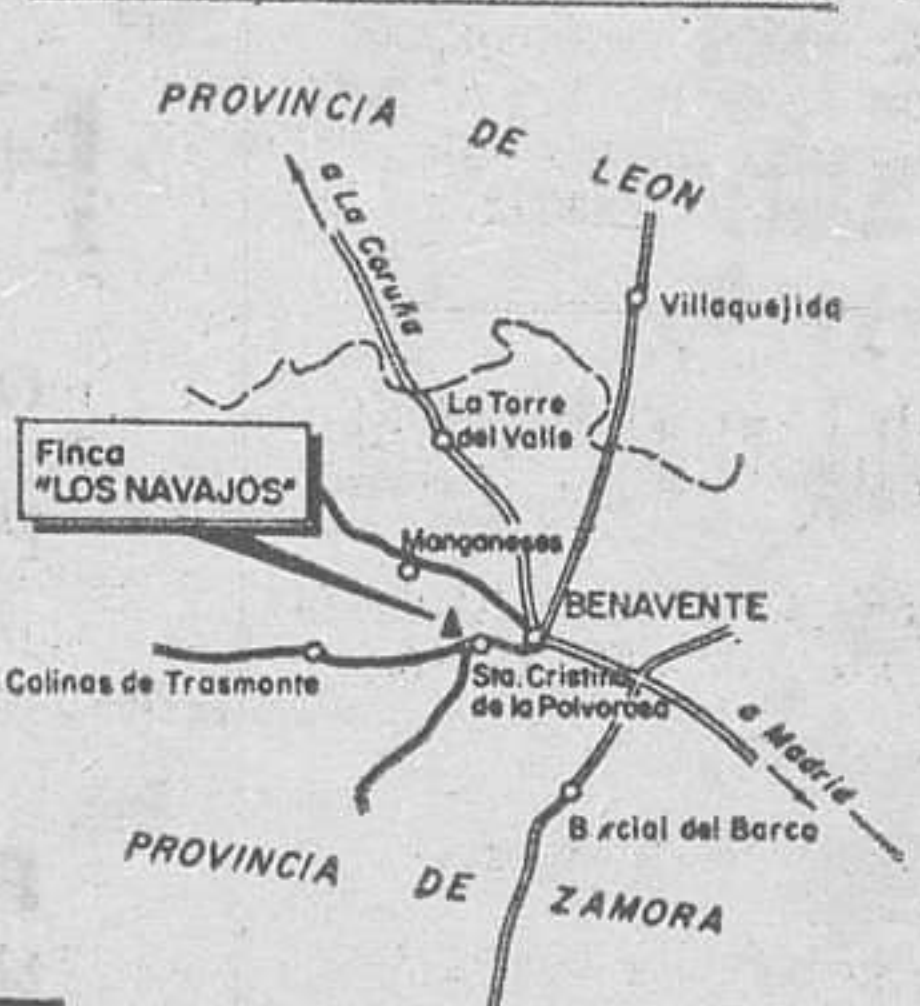 PROVINCIA DE LEON
a La Coruña
Villaquejida
La Torre
del Valle
Finca
"LOS NAVAJOS"
Manganeses
BENAVENTE
Colinas de Trasmonte
Sta. Cristina
de la Polvorosa
a Madrid
Barcial del Barco
PROVINCIA DE ZAMORA